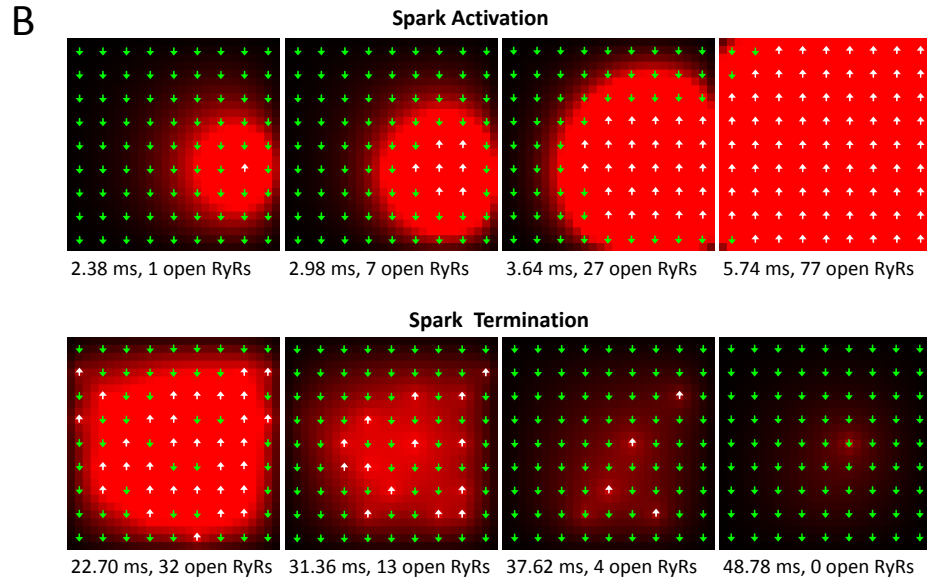 B
Spark Activation
2.38 ms, 1 open RyRs
2.98 ms, 7 open RyRs
3.64 ms, 27 open RyRs
5.74 ms, 77 open RyRs
Spark Termination
22.70 ms, 32 open RyRs
31.36 ms, 13 open RyRs
37.62 ms, 4 open RyRs
48.78 ms, 0 open RyRs